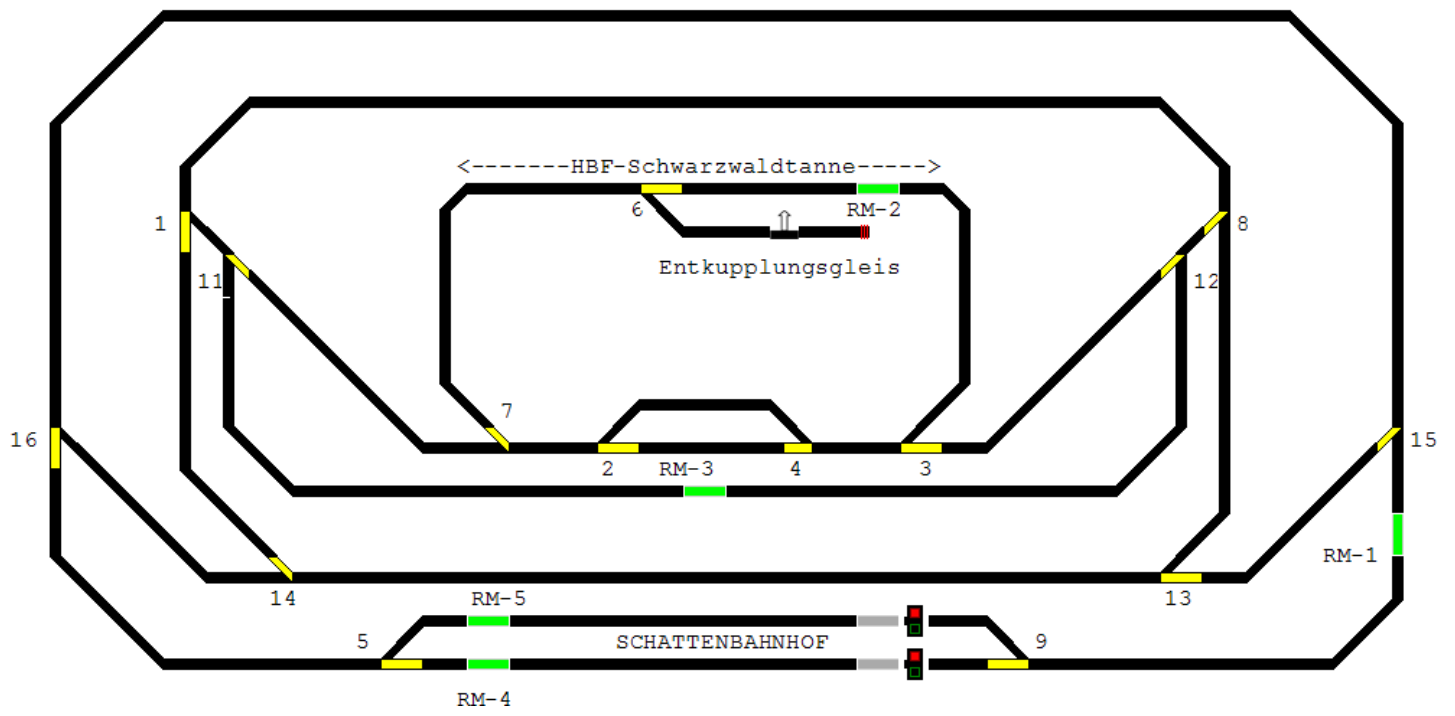 <-------HBF-Schwarzwaldtanne----->
6
RM-2
1
8
Entkupplungsgleis
11
12
7
16
15
2
RM-3
4
3
RM-1
14
RM-5
13
5
SCHATTENBAHNHOF
9
RM-4